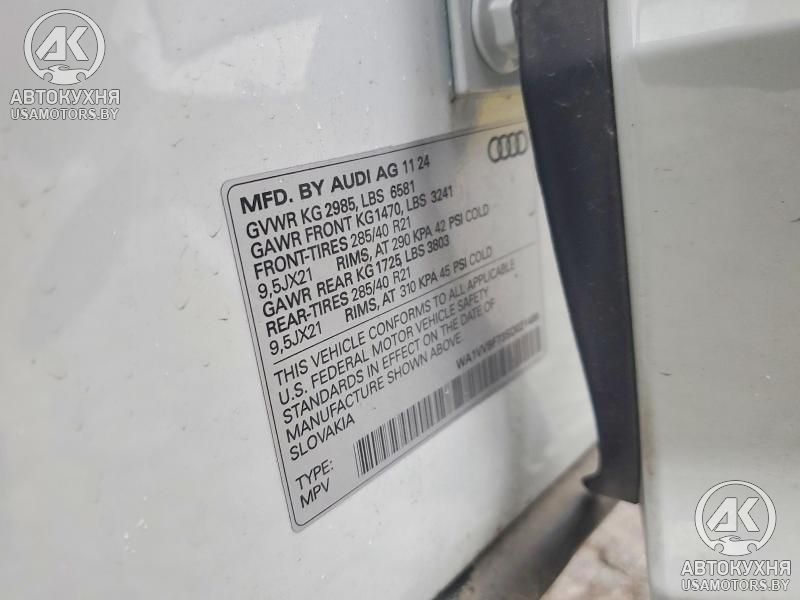 АВТОКУХНЯ
USAMOTORS.BY
MFD. BY AUDI AG 11 24
GVWR KG 2985, LBS 6581
GAWR FRONT KG1470, LBS 3241
FRONT-TIRES 285/40 R21
9,5JX21 RIMS, AT 290 KPA 42 PSI COLD
GAWR REAR KG 1725, LBS 3803
REAR-TIRES 285/40 R21
9,5JX21 RIMS, AT 310 KPA 45 PSI COLD
THIS VEHICLE CONFORMS TO ALL APPLICABLE
U.S. FEDERAL MOTOR VEHICLE SAFETY
STANDARDS IN EFFECT ON THE DATE OF
MANUFACTURE SHOWN ABOVE.
SLOVAKIA
TYPE:
MPV
АВТОКУХНЯ
USAMOTORS.BY